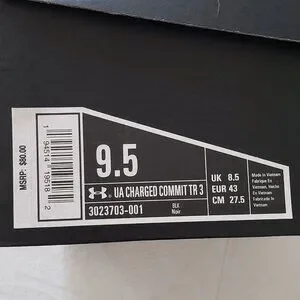 MSRP: $80.00
1 94514 19518 2
9.5
UA CHARGED COMMIT TR 3
3023703-001
BLK
Noir
UK 8.5
EUR 43
CM 27.5
Made In Vietnam
Fabriqué En
Vietnam, Hecho
En Vietnam
Fabricado In
Vietnam